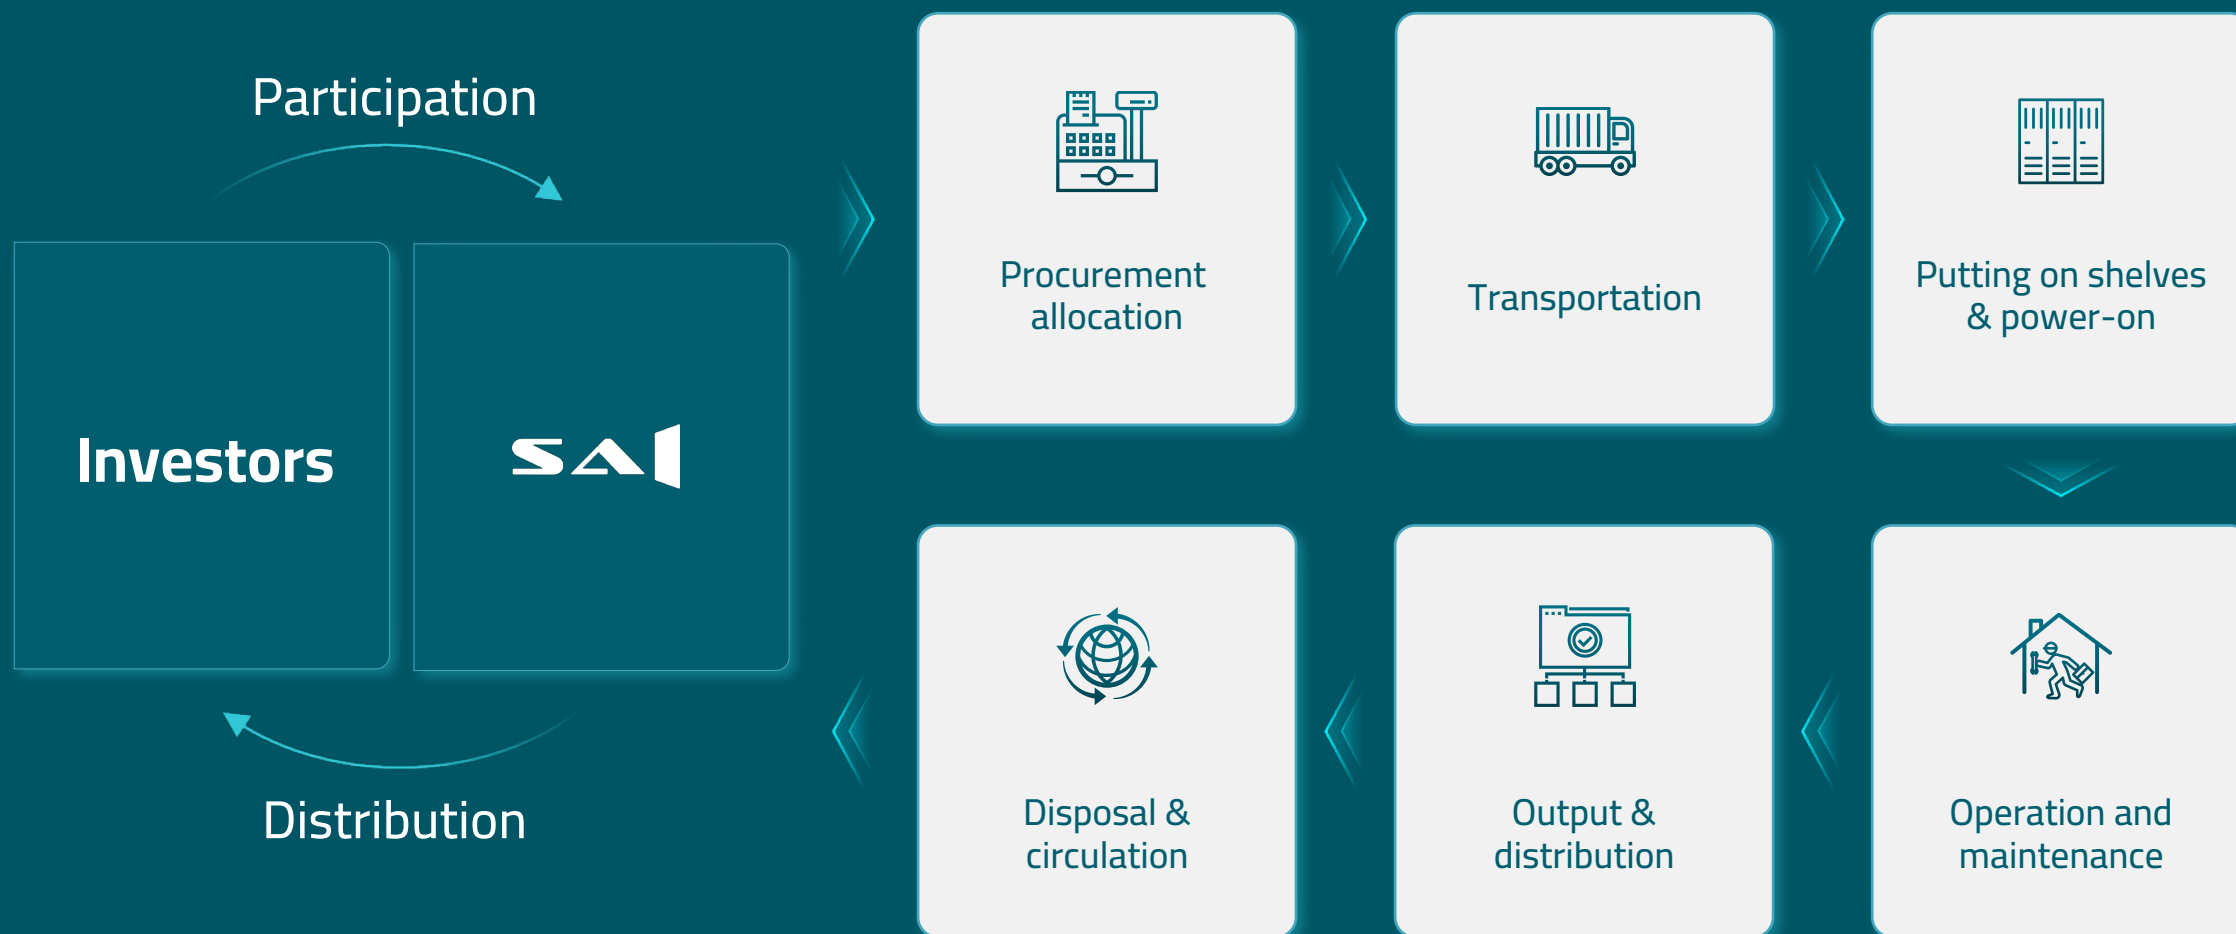 Participation
Investors
SAI
Distribution
Procurement
allocation
Transportation
Putting on shelves
& power-on
Disposal &
circulation
Output &
distribution
Operation and
maintenance